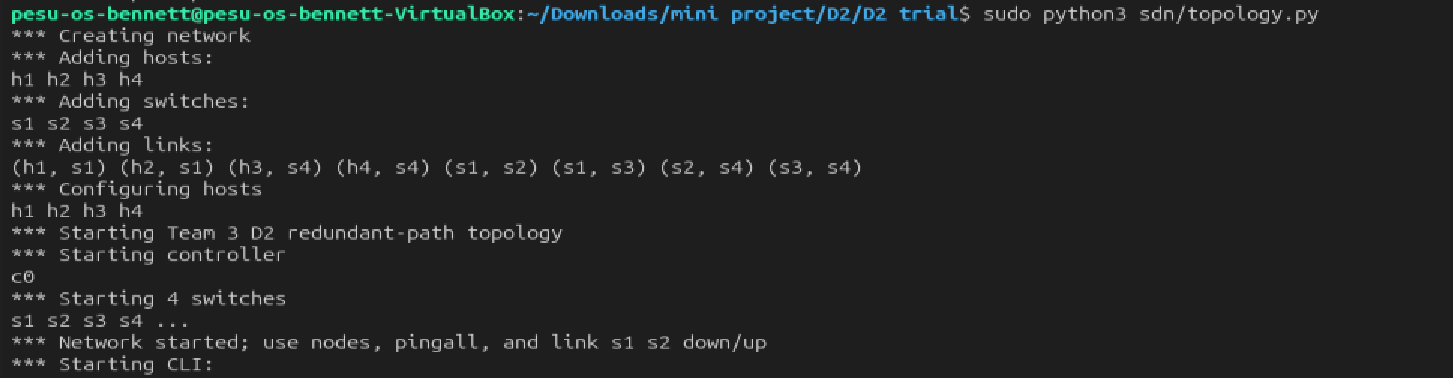 pesu-os-bennett@pesu-os-bennett-VirtualBox:~/Downloads/mini project/D2/D2 trial$ sudo python3 sdn/topology.py
*** Creating network
*** Adding hosts:
h1 h2 h3 h4
*** Adding switches:
s1 s2 s3 s4
*** Adding links:
(h1, s1) (h2, s1) (h3, s4) (h4, s4) (s1, s2) (s1, s3) (s2, s4) (s3, s4)
*** Configuring hosts
h1 h2 h3 h4
*** Starting Team 3 D2 redundant-path topology
*** Starting controller
c0
*** Starting 4 switches
s1 s2 s3 s4 ...
*** Network started; use nodes, pingall, and link s1 s2 down/up
*** Starting CLI: